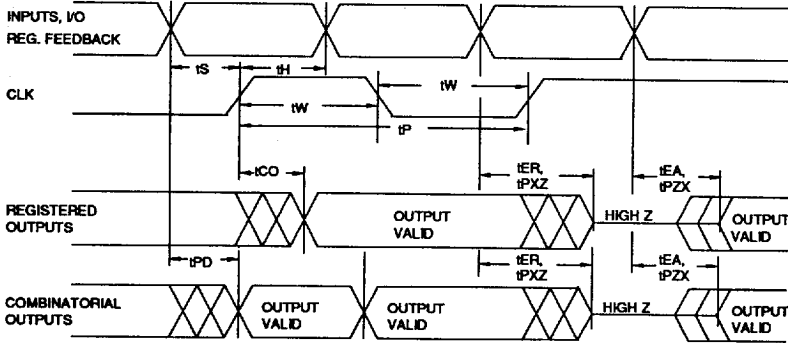 INPUTS, I/O
REG. FEEDBACK
tS
tH
CLK
tW
tW
tP
tCO
tER,
tPXZ
tEA,
tPZX
REGISTERED
OUTPUTS
OUTPUT
VALID
HIGH Z
OUTPUT
VALID
tPD
tER,
tPXZ
tEA,
tPZX
COMBINATORIAL
OUTPUTS
OUTPUT
VALID
OUTPUT
VALID
HIGH Z
OUTPUT
VALID